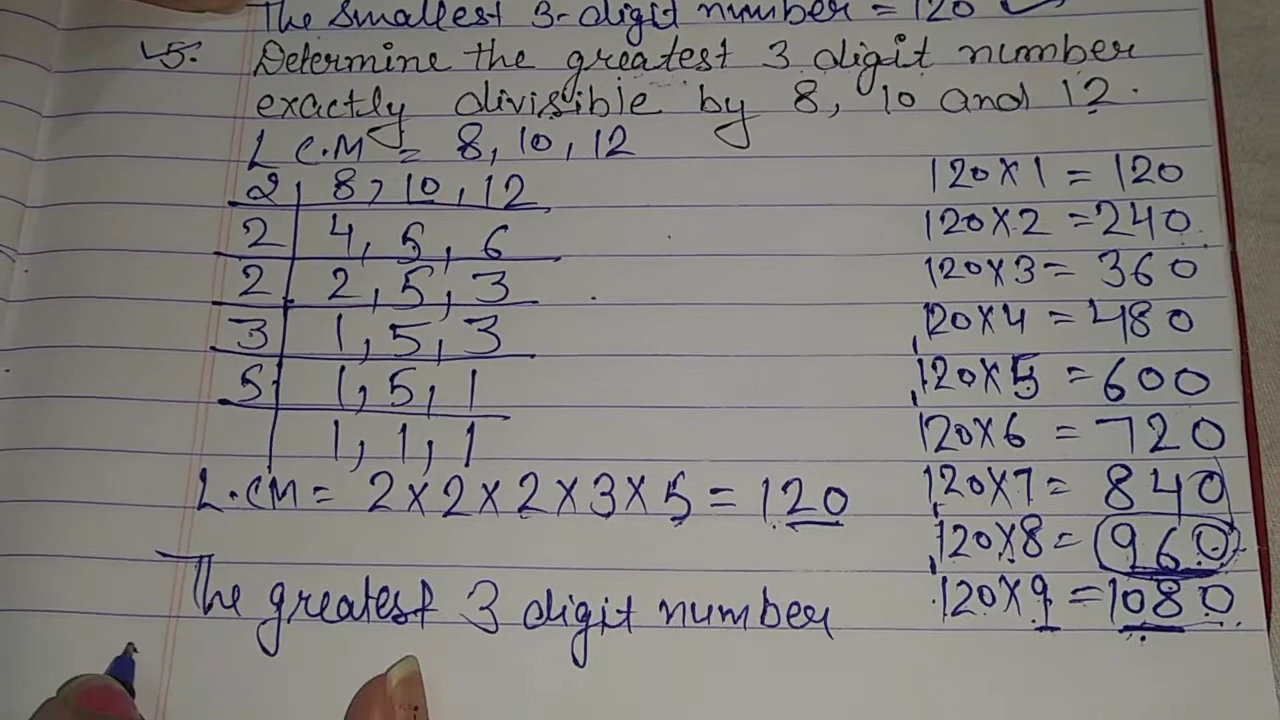 The smallest 3-digit number = 120
5. Determine the greatest 3 digit number
exactly divisible by 8, 10 and 12.
L C.M = 8, 10, 12
2 | 8, 10, 12
2 | 4, 5, 6
2 | 2, 5, 3
3 | 1, 5, 3
5 | 1, 5, 1
| 1, 1, 1
L.CM = 2×2×2×3×5 = 120
The greatest 3 digit number
120×1 = 120
120×2 = 240
120×3 = 360
120×4 = 480
120×5 = 600
120×6 = 720
120×7 = 840
120×8 = 960
120×9 = 1080